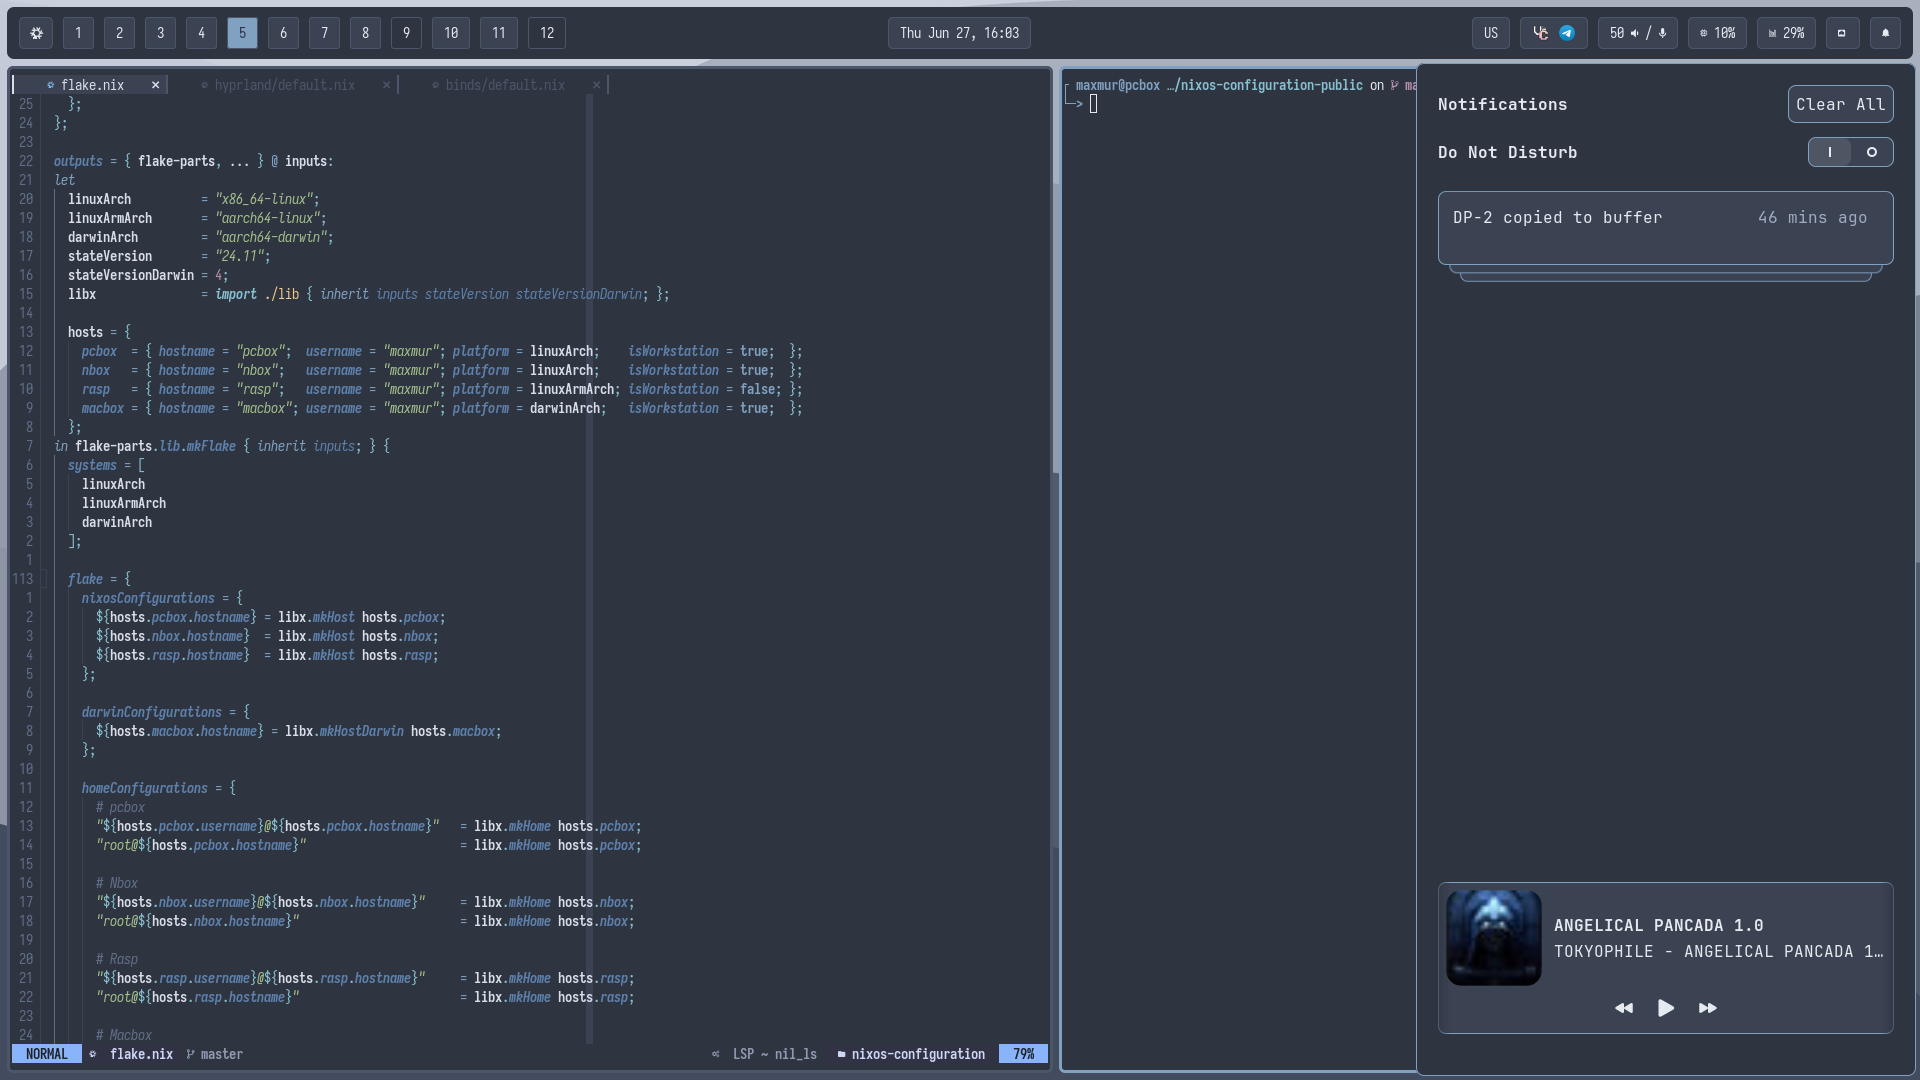 1 2 3 4 5 6 7 8 9 10 11 12
Thu Jun 27, 16:03
US
50 /
10%
29%
flake.nix ×
hyprland/default.nix ×
binds/default.nix ×
25     };
24   };
23
22   outputs = { flake-parts, ... } @ inputs:
21   let
20     linuxArch          = "x86_64-linux";
19     linuxArmArch       = "aarch64-linux";
18     darwinArch         = "aarch64-darwin";
17     stateVersion       = "24.11";
16     stateVersionDarwin = 4;
15     libx               = import ./lib { inherit inputs stateVersion stateVersionDarwin; };
14
13     hosts = {
12       pcbox  = { hostname = "pcbox";  username = "maxmur"; platform = linuxArch;    isWorkstation = true;  };
11       nbox   = { hostname = "nbox";   username = "maxmur"; platform = linuxArch;    isWorkstation = true;  };
10       rasp   = { hostname = "rasp";   username = "maxmur"; platform = linuxArmArch; isWorkstation = false; };
9       macbox = { hostname = "macbox"; username = "maxmur"; platform = darwinArch;   isWorkstation = true;  };
8     };
7   in flake-parts.lib.mkFlake { inherit inputs; } {
6     systems = [
5       linuxArch
4       linuxArmArch
3       darwinArch
2     ];
1
113     flake = {
1       nixosConfigurations = {
2         ${hosts.pcbox.hostname} = libx.mkHost hosts.pcbox;
3         ${hosts.nbox.hostname}  = libx.mkHost hosts.nbox;
4         ${hosts.rasp.hostname}  = libx.mkHost hosts.rasp;
5       };
6
7       darwinConfigurations = {
8         ${hosts.macbox.hostname} = libx.mkHostDarwin hosts.macbox;
9       };
10
11       homeConfigurations = {
12         # pcbox
13         "${hosts.pcbox.username}@${hosts.pcbox.hostname}"   = libx.mkHome hosts.pcbox;
14         "root@${hosts.pcbox.hostname}"                      = libx.mkHome hosts.pcbox;
15
16         # Nbox
17         "${hosts.nbox.username}@${hosts.nbox.hostname}"     = libx.mkHome hosts.nbox;
18         "root@${hosts.nbox.hostname}"                       = libx.mkHome hosts.nbox;
19
20         # Rasp
21         "${hosts.rasp.username}@${hosts.rasp.hostname}"     = libx.mkHome hosts.rasp;
22         "root@${hosts.rasp.hostname}"                       = libx.mkHome hosts.rasp;
23
24         # Macbox
NORMAL flake.nix master LSP ~ nil_ls nixos-configuration 79%
maxmur@pcbox …/nixos-configuration-public on ma
>
Notifications
Clear All
Do Not Disturb
DP-2 copied to buffer
46 mins ago
ANGELICAL PANCADA 1.0
TOKYOPHILE - ANGELICAL PANCADA 1…